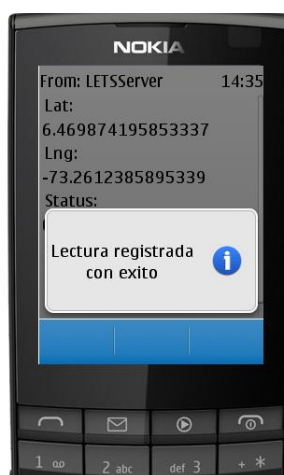 NOKIA
From: LETSServer 14:35
Lat:
6.469874195853337
Lng:
-73.2612385895339
Status:
Lectura registrada
con exito
1
2 abc
def 3
+ *